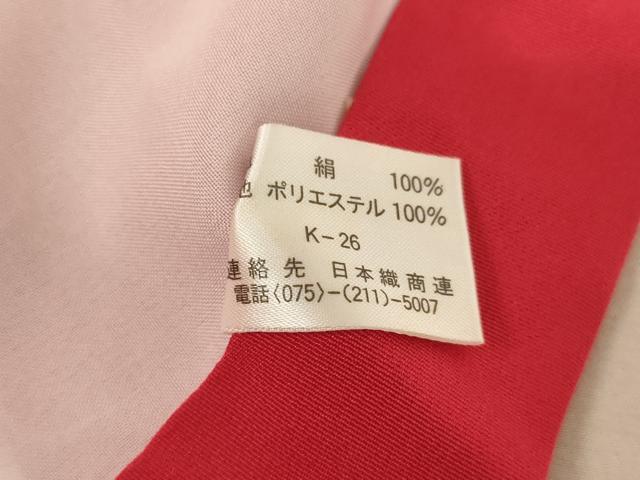 絹 100%
地 ポリエステル 100%
K-26
連絡先 日本織商連
電話〈075〉-(211)-5007